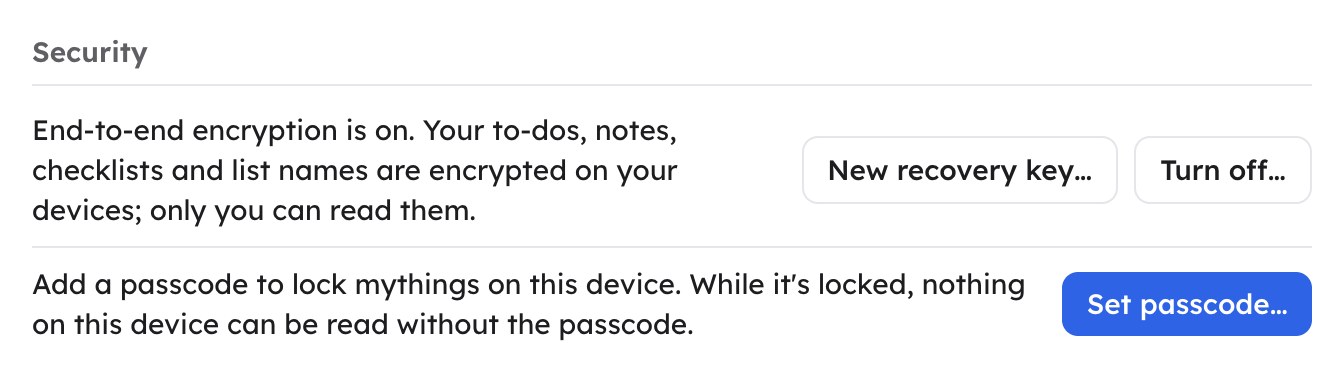 Security
End-to-end encryption is on. Your to-dos, notes,
checklists and list names are encrypted on your
devices; only you can read them.
New recovery key…
Turn off…
Add a passcode to lock mythings on this device. While it's locked, nothing
on this device can be read without the passcode.
Set passcode…